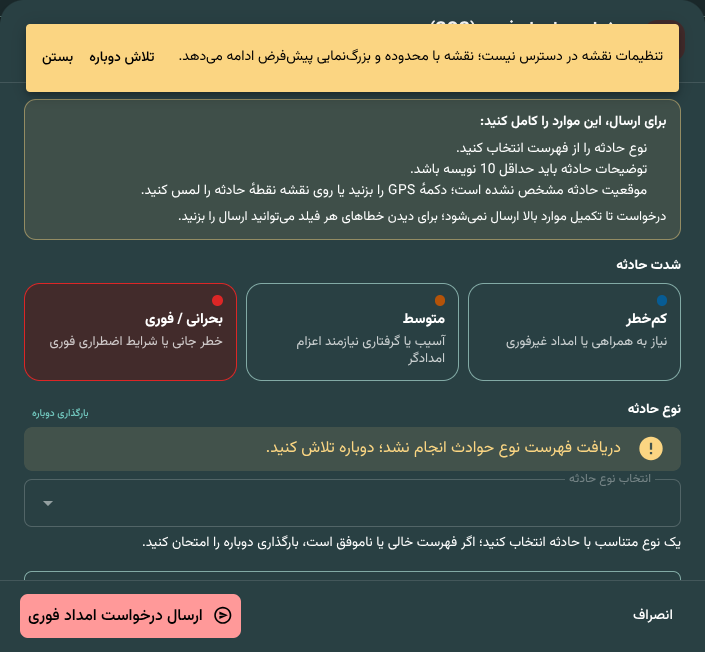 تنظیمات نقشه در دسترس نیست؛ نقشه با محدوده و بزرگ‌نمایی پیش‌فرض ادامه می‌دهد. تلاش دوباره بستن
برای ارسال، این موارد را کامل کنید:
نوع حادثه را از فهرست انتخاب کنید.
توضیحات حادثه باید حداقل 10 نویسه باشد.
موقعیت حادثه مشخص نشده است؛ دکمهٔ GPS را بزنید یا روی نقشه نقطهٔ حادثه را لمس کنید.
درخواست تا تکمیل موارد بالا ارسال نمی‌شود؛ برای دیدن خطاهای هر فیلد می‌توانید ارسال را بزنید.
شدت حادثه
کم‌خطر
نیاز به همراهی یا امداد غیرفوری
متوسط
آسیب یا گرفتاری نیازمند اعزام
امدادگر
بحرانی / فوری
خطر جانی یا شرایط اضطراری فوری
نوع حادثه
بارگذاری دوباره
دریافت فهرست نوع حوادث انجام نشد؛ دوباره تلاش کنید.
انتخاب نوع حادثه
یک نوع متناسب با حادثه انتخاب کنید؛ اگر فهرست خالی یا ناموفق است، بارگذاری دوباره را امتحان کنید.
انصراف
ارسال درخواست امداد فوری